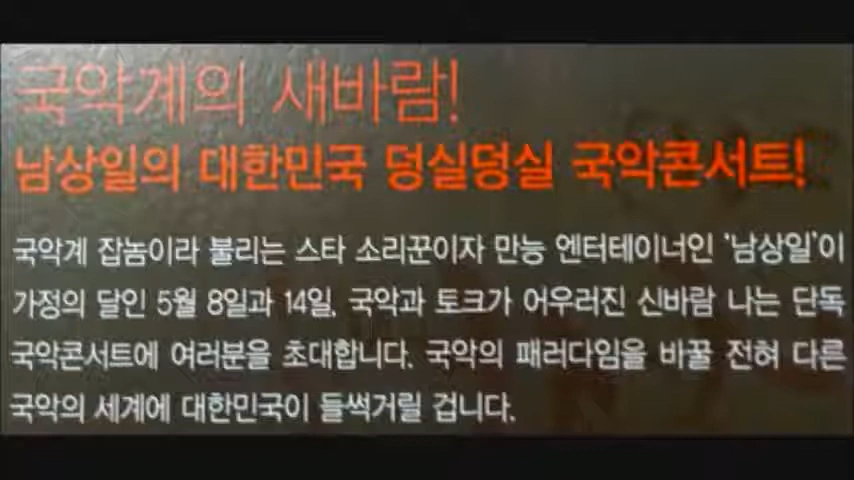 국악계의 새바람!
남상일의 대한민국 덩실덩실 국악콘서트!
국악계 잡놈이라 불리는 스타 소리꾼이자 만능 엔터테이너인 '남상일'이
가정의 달인 5월 8일과 14일, 국악과 토크가 어우러진 신바람 나는 단독
국악콘서트에 여러분을 초대합니다. 국악의 패러다임을 바꿀 전혀 다른
국악의 세계에 대한민국이 들썩거릴 겁니다.